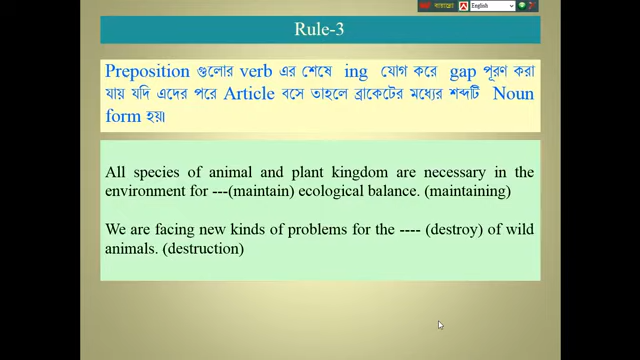 English
Rule-3
Preposition গুলোর verb এর শেষে ing যোগ করে gap পূরণ করা
যায় যদি এদের পরে Article বসে তাহলে ব্রাকেটের মধ্যের শব্দটি Noun
form হয়।
All species of animal and plant kingdom are necessary in the
environment for ---(maintain) ecological balance. (maintaining)
We are facing new kinds of problems for the ---- (destroy) of wild
animals. (destruction)